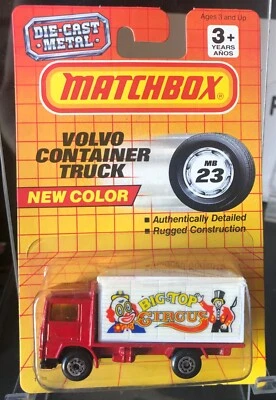 DIE-CAST
METAL
Ages 3 and Up
3+
YEARS
AÑOS
MATCHBOX®
VOLVO
CONTAINER
TRUCK
NEW COLOR
MB
23
Authentically Detailed
Rugged Construction
BIG TOP
CIRCUS